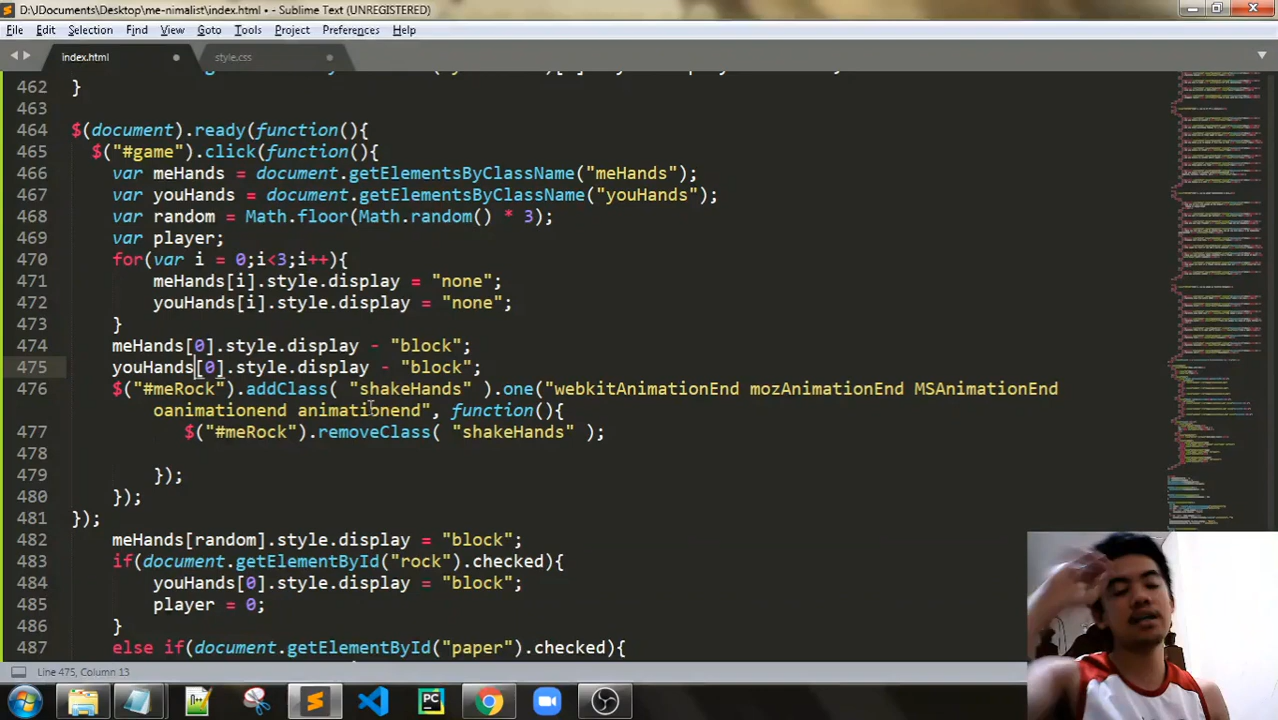 D:\JDocuments\Desktop\me-nimalist\index.html • - Sublime Text (UNREGISTERED)
File Edit Selection Find View Goto Tools Project Preferences Help
index.html style.css
462 }
463
464 $(document).ready(function(){
465 $("#game").click(function(){
466 var meHands = document.getElementsByClassName("meHands");
467 var youHands = document.getElementsByClassName("youHands");
468 var random = Math.floor(Math.random() * 3);
469 var player;
470 for(var i = 0;i<3;i++){
471 meHands[i].style.display = "none";
472 youHands[i].style.display = "none";
473 }
474 meHands[0].style.display - "block";
475 youHands[0].style.display - "block";
476 $("#meRock").addClass( "shakeHands" ).one("webkitAnimationEnd mozAnimationEnd MSAnimationEnd
oanimationend animationend", function(){
477 $("#meRock").removeClass( "shakeHands" );
478
479 });
480 });
481 });
482 meHands[random].style.display = "block";
483 if(document.getElementById("rock").checked){
484 youHands[0].style.display = "block";
485 player = 0;
486 }
487 else if(document.getElementById("paper").checked){
Line 475, Column 13